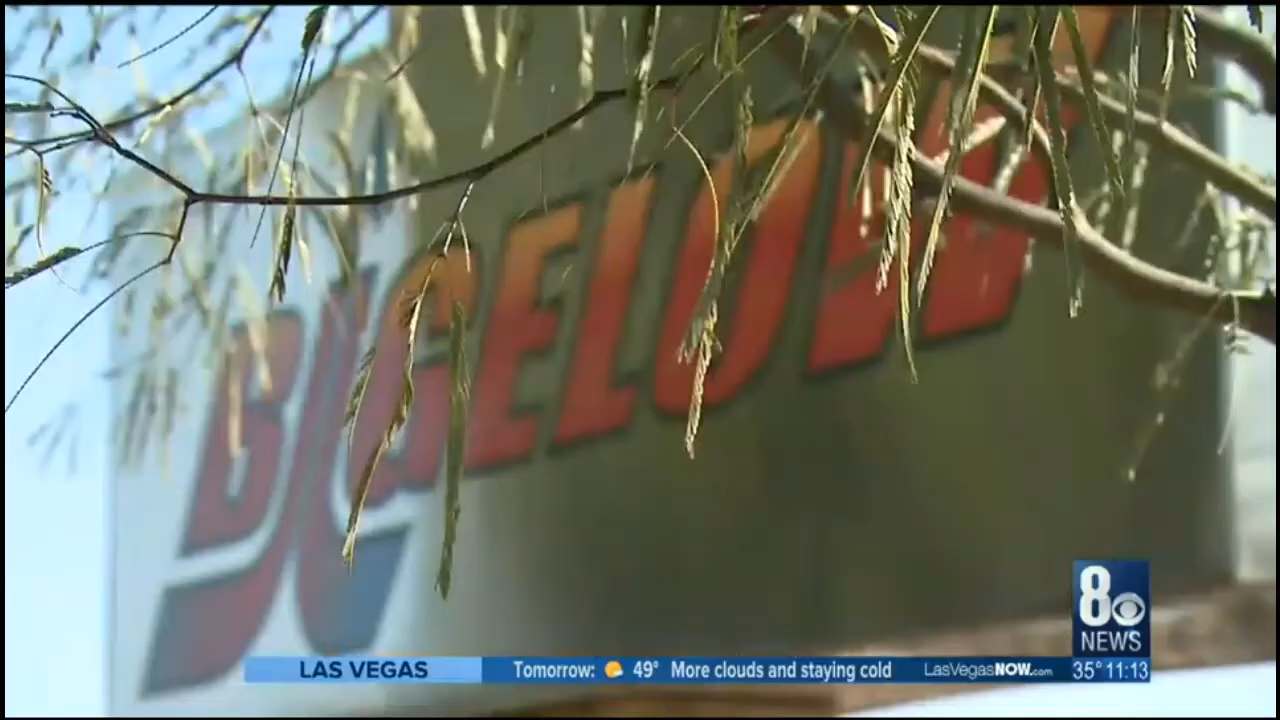 BIGELOW
8
NEWS
LAS VEGAS Tomorrow: 49° More clouds and staying cold LasVegasNOW.com 35° 11:13